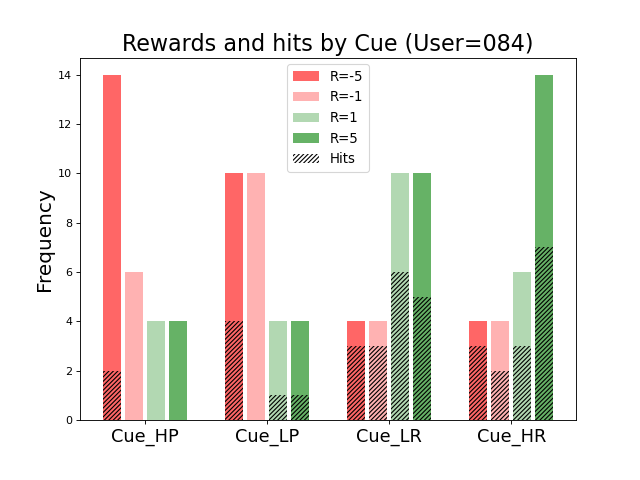 Rewards and hits by Cue (User=084)
R=-5
R=-1
R=1
R=5
Hits
Frequency
14
12
10
8
6
4
2
0
Cue_HP
Cue_LP
Cue_LR
Cue_HR